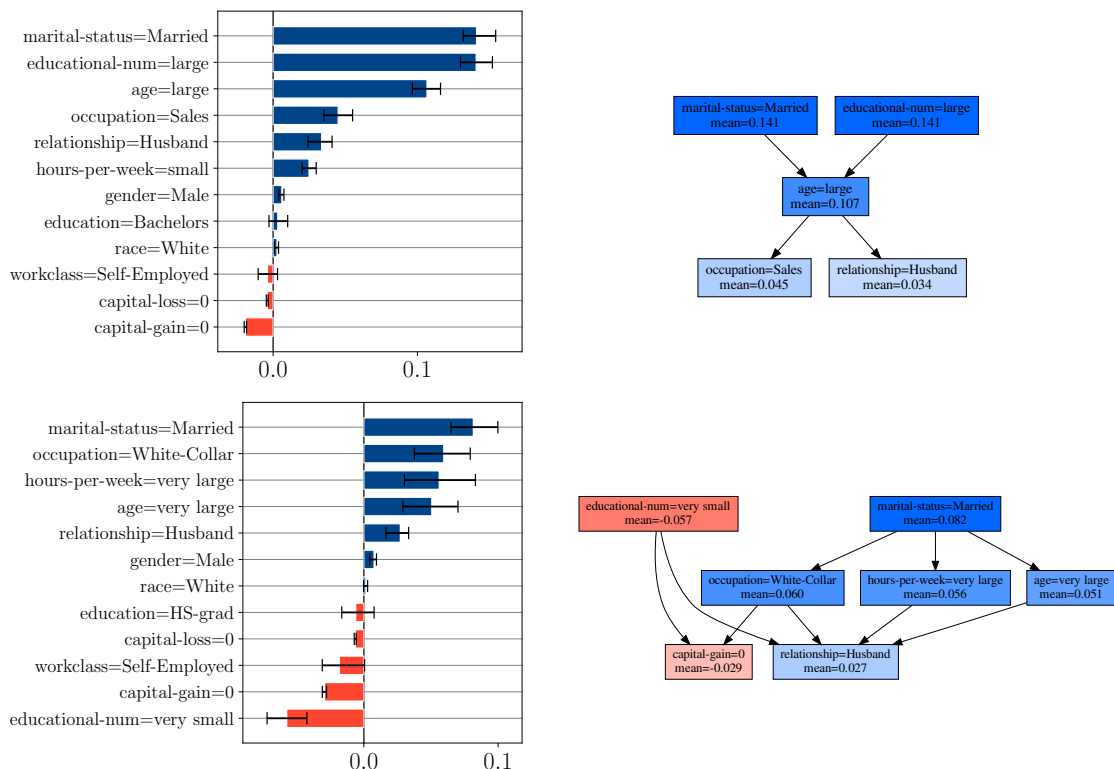 marital-status=Married
educational-num=large
age=large
occupation=Sales
relationship=Husband
hours-per-week=small
gender=Male
education=Bachelors
race=White
workclass=Self-Employed
capital-loss=0
capital-gain=0
0.0
0.1
marital-status=Married
mean=0.141
educational-num=large
mean=0.141
age=large
mean=0.107
occupation=Sales
mean=0.045
relationship=Husband
mean=0.034
marital-status=Married
occupation=White-Collar
hours-per-week=very large
age=very large
relationship=Husband
gender=Male
race=White
education=HS-grad
capital-loss=0
workclass=Self-Employed
capital-gain=0
educational-num=very small
0.0
0.1
educational-num=very small
mean=-0.057
marital-status=Married
mean=0.082
occupation=White-Collar
mean=0.060
hours-per-week=very large
mean=0.056
age=very large
mean=0.051
capital-gain=0
mean=-0.029
relationship=Husband
mean=0.027